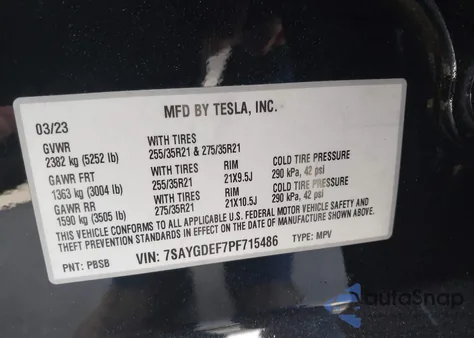 MFD BY TESLA, INC.
03/23
GVWR WITH TIRES
2382 kg (5252 lb) 255/35R21 & 275/35R21
GAWR FRT WITH TIRES RIM COLD TIRE PRESSURE
1363 kg (3004 lb) 255/35R21 21X9.5J 290 kPa, 42 psi
GAWR RR WITH TIRES RIM COLD TIRE PRESSURE
1590 kg (3505 lb) 275/35R21 21X10.5J 290 kPa, 42 psi
THIS VEHICLE CONFORMS TO ALL APPLICABLE U.S. FEDERAL MOTOR VEHICLE SAFETY AND
THEFT PREVENTION STANDARDS IN EFFECT ON THE DATE OF MANUFACTURE SHOWN ABOVE.
PNT: PBSB VIN: 7SAYGDEF7PF715486 TYPE: MPV
autoSnap